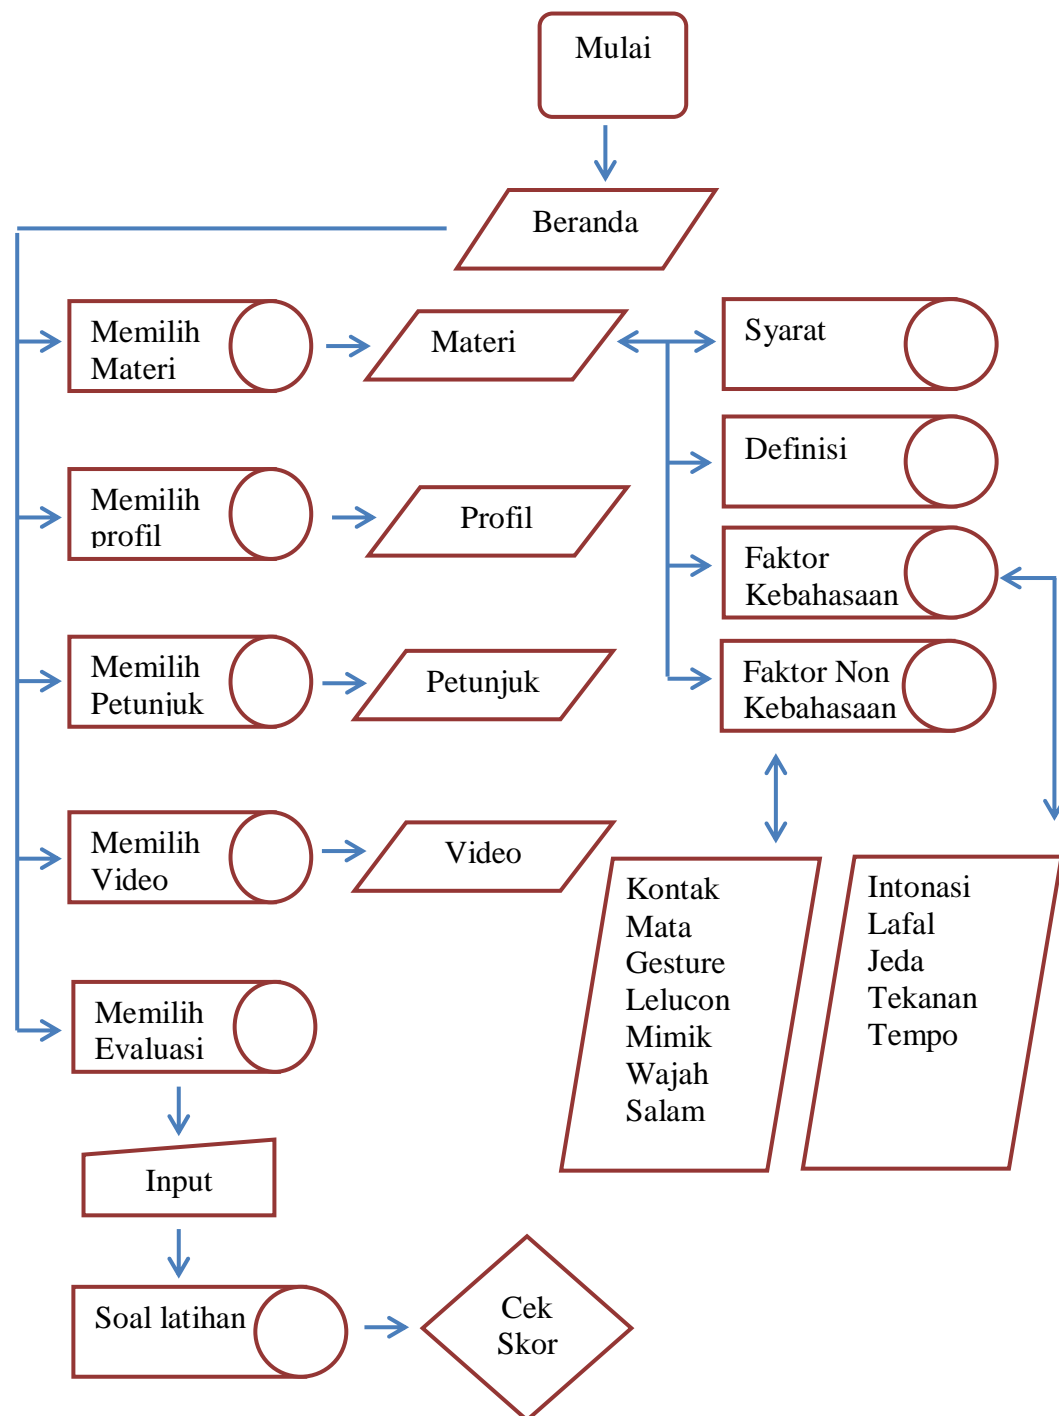 Mulai
Beranda
Memilih
Materi
Materi
Syarat
Definisi
Memilih
profil
Profil
Faktor
Kebahasaan
Memilih
Petunjuk
Petunjuk
Faktor Non
Kebahasaan
Memilih
Video
Video
Kontak
Mata
Gesture
Lelucon
Mimik
Wajah
Salam
Intonasi
Lafal
Jeda
Tekanan
Tempo
Memilih
Evaluasi
Input
Soal latihan
Cek
Skor